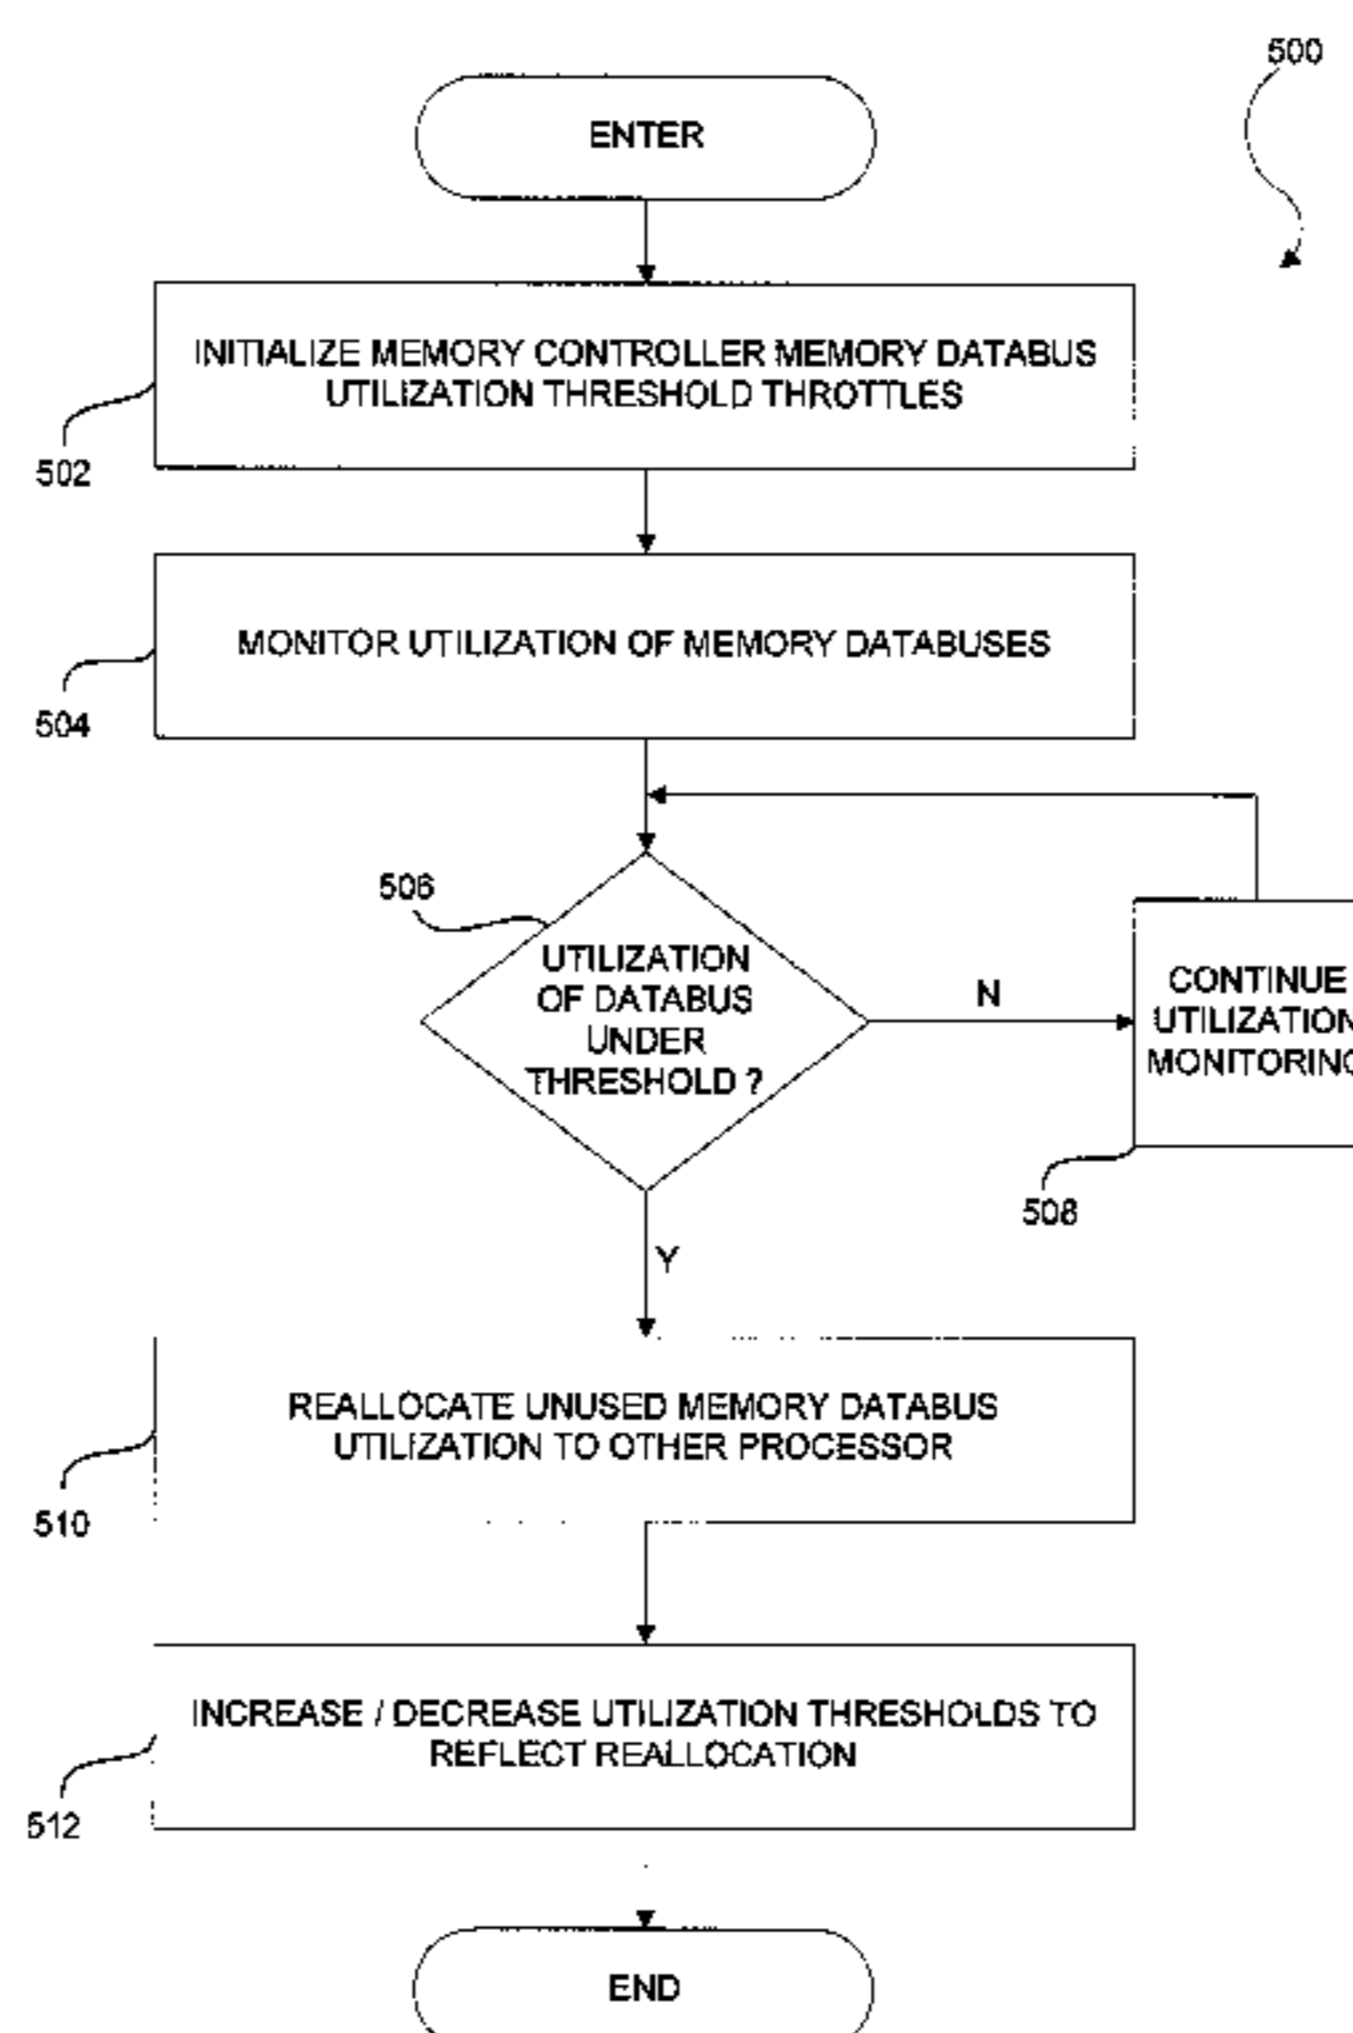 500
ENTER
INITIALIZE MEMORY CONTROLLER MEMORY DATABUS
UTILIZATION THRESHOLD THROTTLES
502
MONITOR UTILIZATION OF MEMORY DATABUSES
504
506
UTILIZATION
OF DATABUS
UNDER
THRESHOLD ?
N
CONTINUE
UTILIZATION
MONITORING
508
Y
REALLOCATE UNUSED MEMORY DATABUS
UTILIZATION TO OTHER PROCESSOR
510
INCREASE / DECREASE UTILIZATION THRESHOLDS TO
REFLECT REALLOCATION
512
END